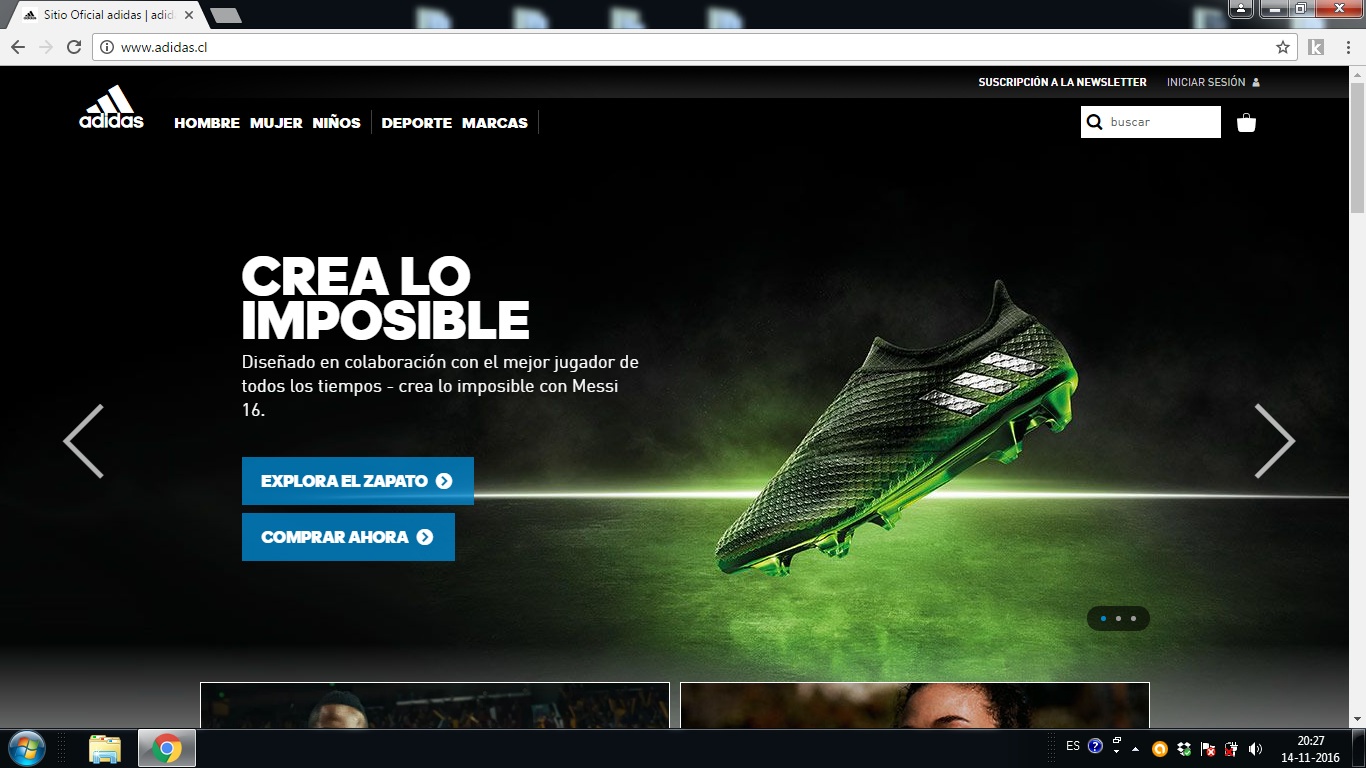 Sitio Oficial adidas | adid
www.adidas.cl
SUSCRIPCIÓN A LA NEWSLETTER INICIAR SESIÓN
adidas
HOMBRE MUJER NIÑOS DEPORTE MARCAS
buscar
CREA LO
IMPOSIBLE
Diseñado en colaboración con el mejor jugador de
todos los tiempos - crea lo imposible con Messi
16.
EXPLORA EL ZAPATO
COMPRAR AHORA
ES
20:27
14-11-2016